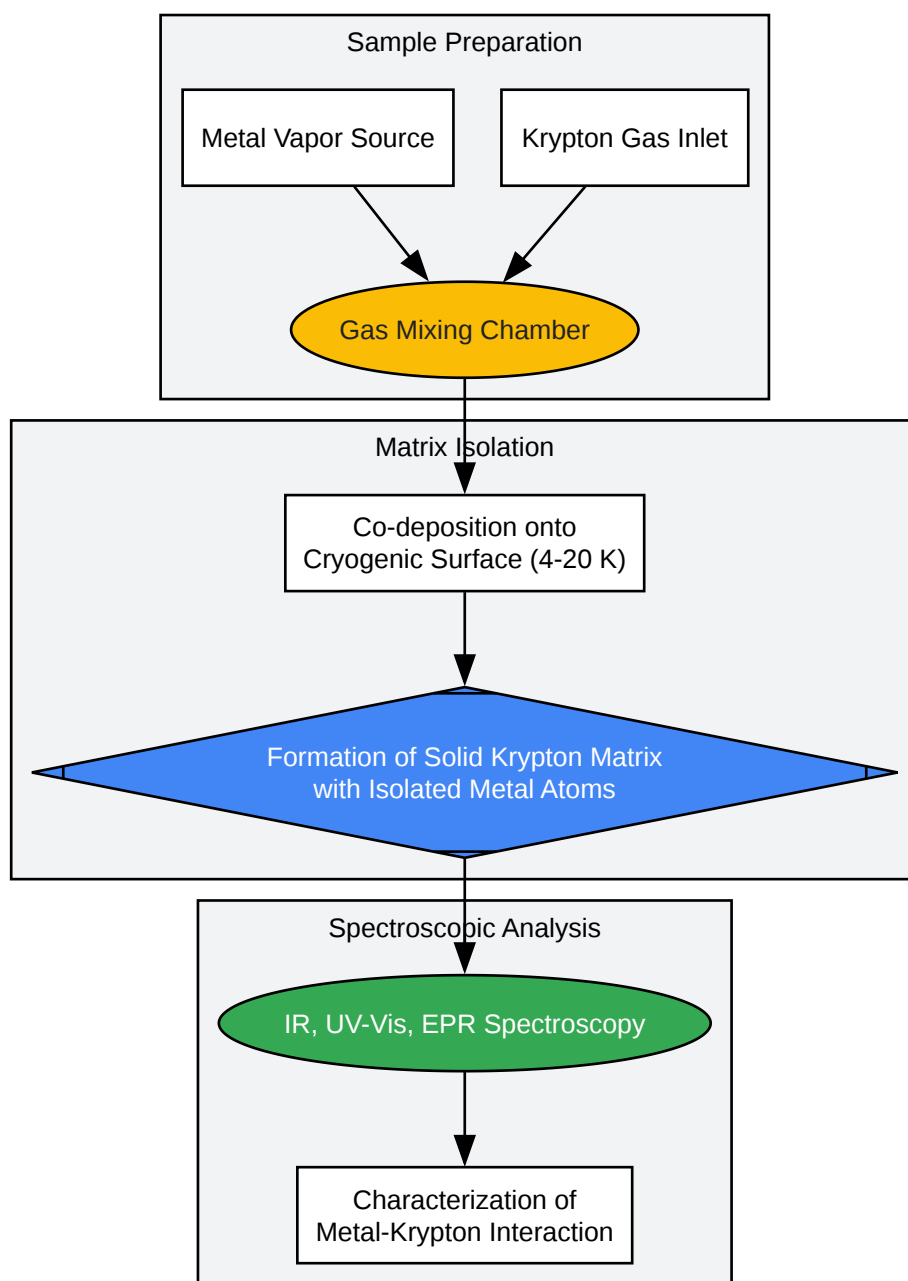 Sample Preparation
Metal Vapor Source
Krypton Gas Inlet
Gas Mixing Chamber
Matrix Isolation
Co-deposition onto
Cryogenic Surface (4-20 K)
Formation of Solid Krypton Matrix
with Isolated Metal Atoms
Spectroscopic Analysis
IR, UV-Vis, EPR Spectroscopy
Characterization of
Metal-Krypton Interaction